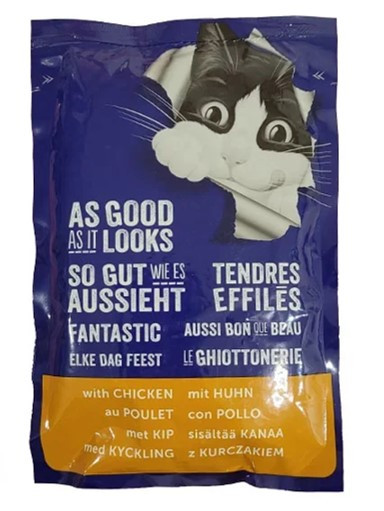 AS GOOD
AS IT LOOKS
SO GUT WIE ES
AUSSIEHT
TENDRES
EFFILÉS
FANTASTIC
AUSSI BON QUE BEAU
ELKE DAG FEEST
LE GHIOTTONERIE
with CHICKEN mit HUHN
au POULET con POLLO
met KIP sisältää KANAA
med KYCKLING z KURCZAKIEM